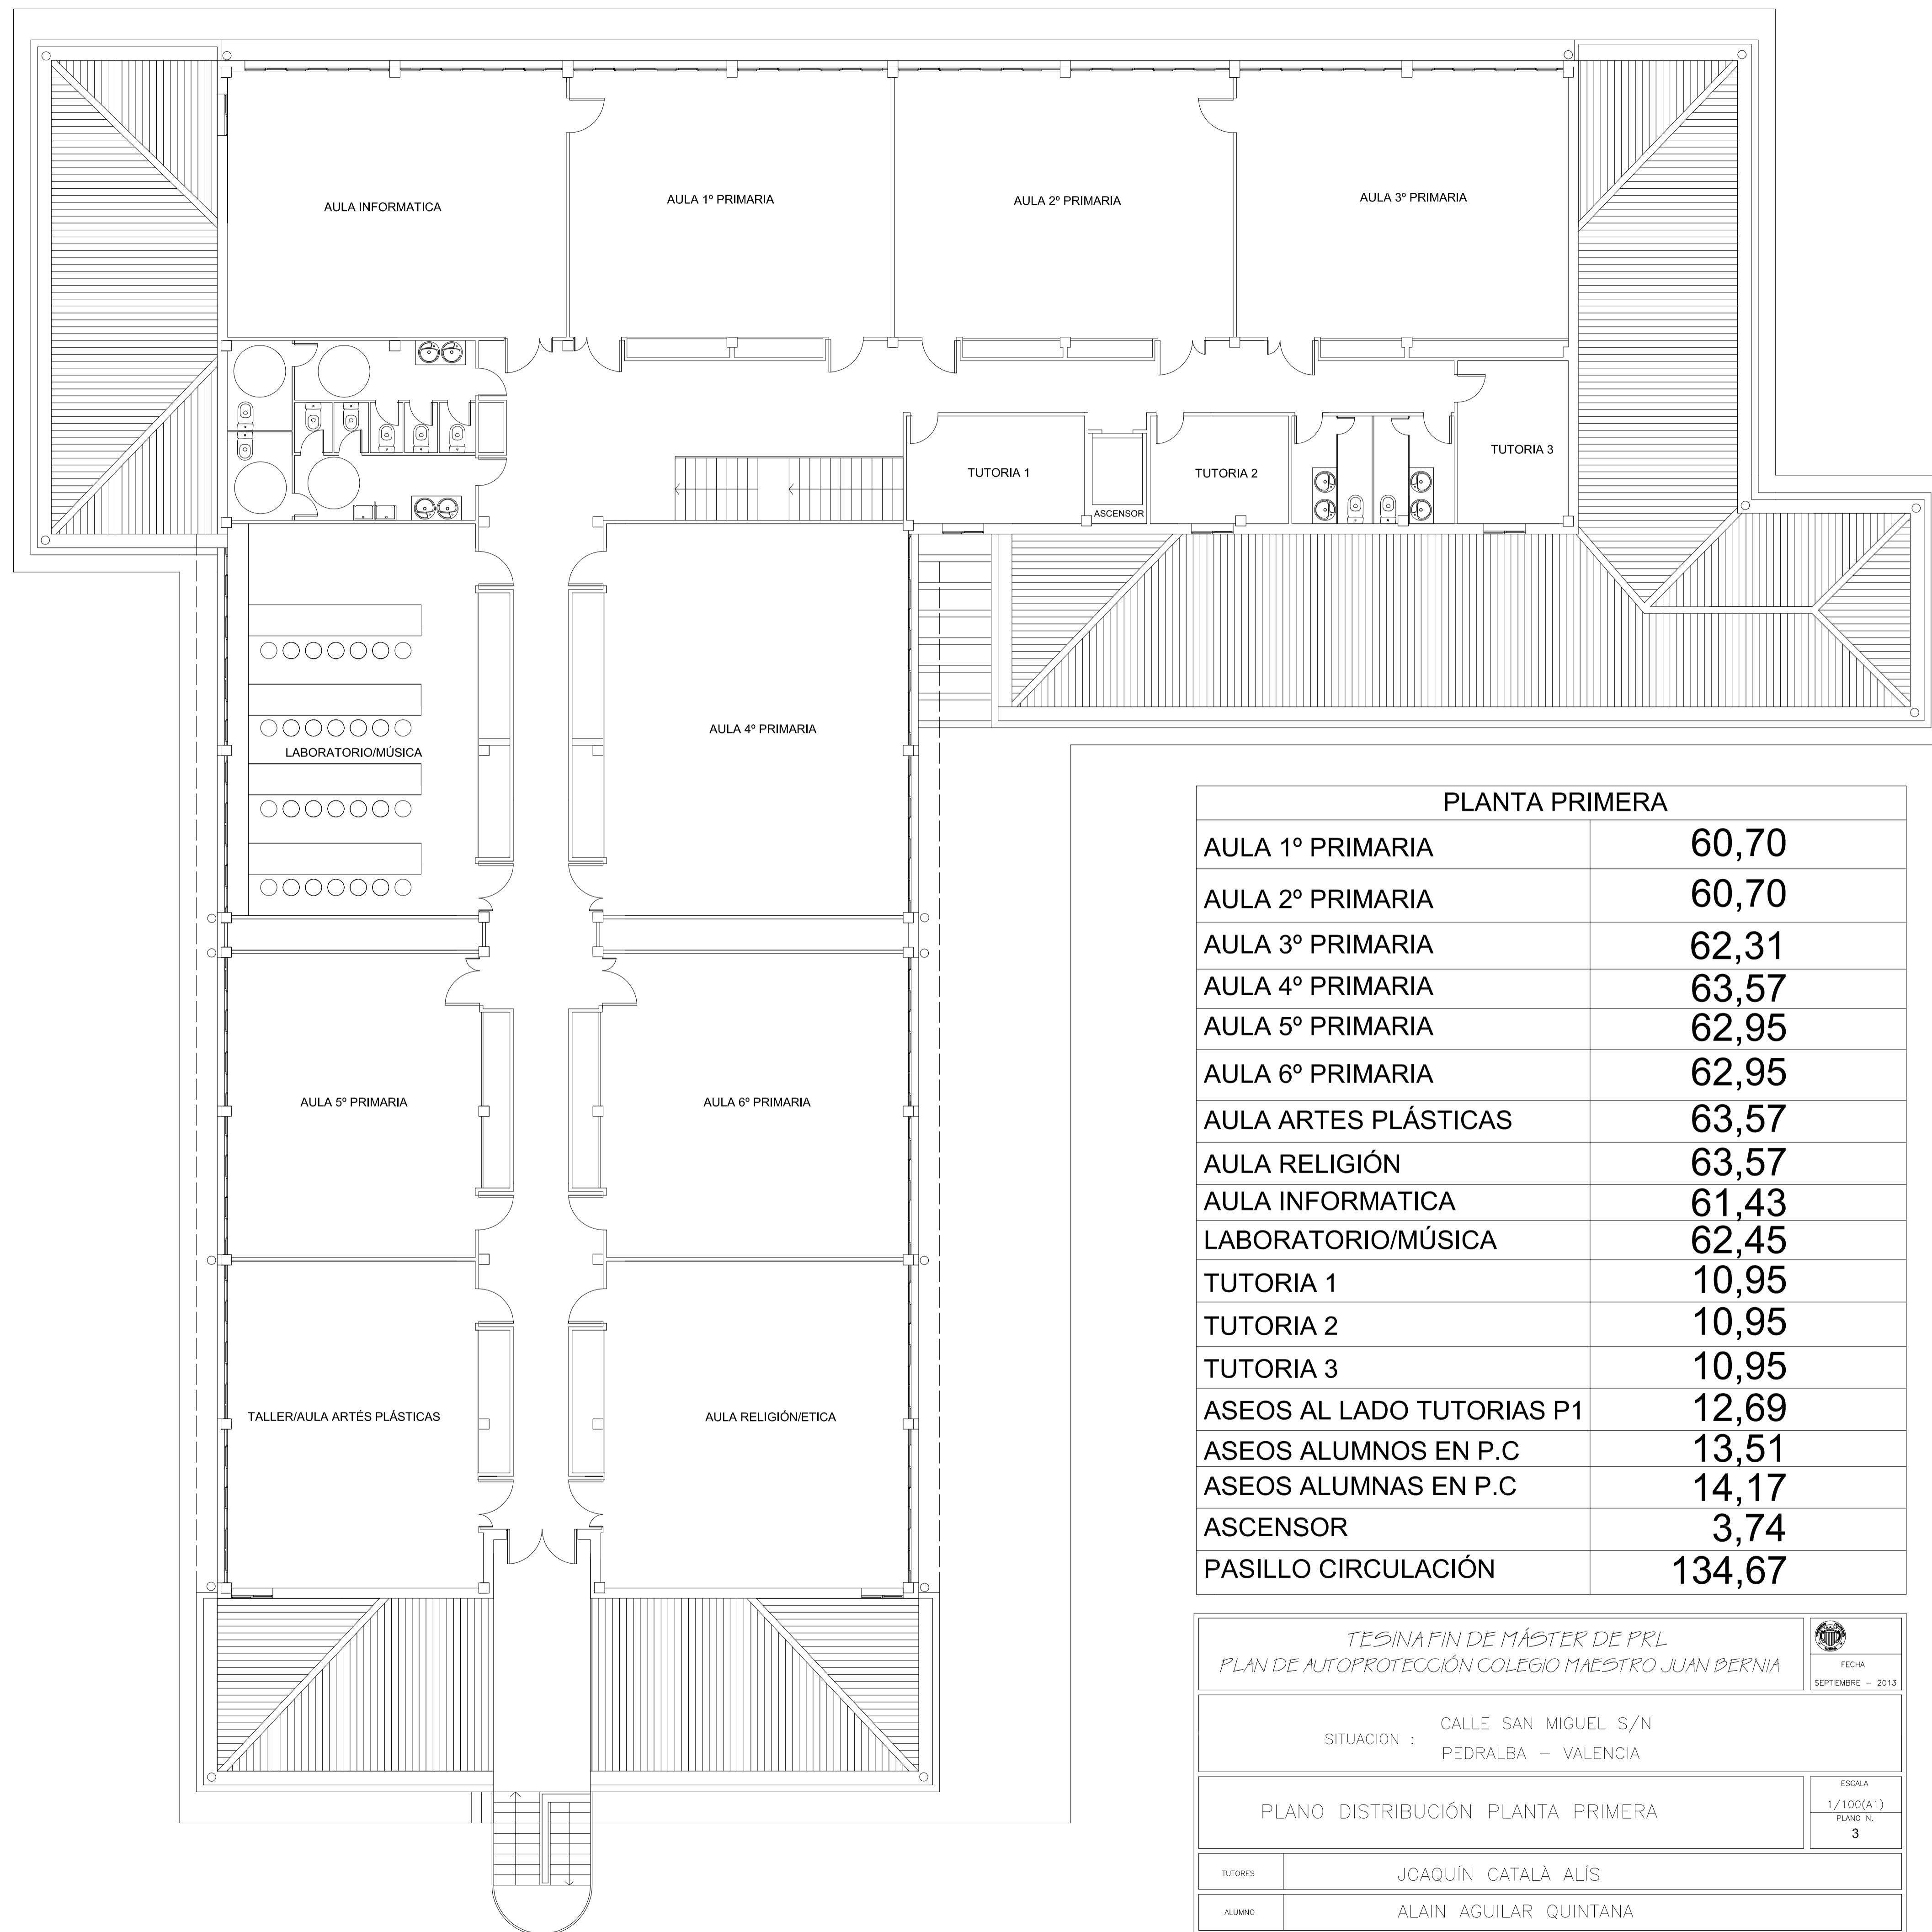 AULA INFORMATICA
AULA 1º PRIMARIA
AULA 2º PRIMARIA
AULA 3º PRIMARIA
TUTORIA 1
ASCENSOR
TUTORIA 2
TUTORIA 3
LABORATORIO/MÚSICA
AULA 4º PRIMARIA
AULA 5º PRIMARIA
AULA 6º PRIMARIA
TALLER/AULA ARTÉS PLÁSTICAS
AULA RELIGIÓN/ETICA
PLANTA PRIMERA
AULA 1º PRIMARIA 60,70
AULA 2º PRIMARIA 60,70
AULA 3º PRIMARIA 62,31
AULA 4º PRIMARIA 63,57
AULA 5º PRIMARIA 62,95
AULA 6º PRIMARIA 62,95
AULA ARTES PLÁSTICAS 63,57
AULA RELIGIÓN 63,57
AULA INFORMATICA 61,43
LABORATORIO/MÚSICA 62,45
TUTORIA 1 10,95
TUTORIA 2 10,95
TUTORIA 3 10,95
ASEOS AL LADO TUTORIAS P1 12,69
ASEOS ALUMNOS EN P.C 13,51
ASEOS ALUMNAS EN P.C 14,17
ASCENSOR 3,74
PASILLO CIRCULACIÓN 134,67
TESINA FIN DE MÁSTER DE PRL
PLAN DE AUTOPROTECCIÓN COLEGIO MAESTRO JUAN BERNIA
FECHA
SEPTIEMBRE - 2013
SITUACION : CALLE SAN MIGUEL S/N
PEDRALBA - VALENCIA
PLANO DISTRIBUCIÓN PLANTA PRIMERA
ESCALA
1/100(A1)
PLANO N.
3
TUTORES JOAQUÍN CATALÀ ALÍS
ALUMNO ALAIN AGUILAR QUINTANA